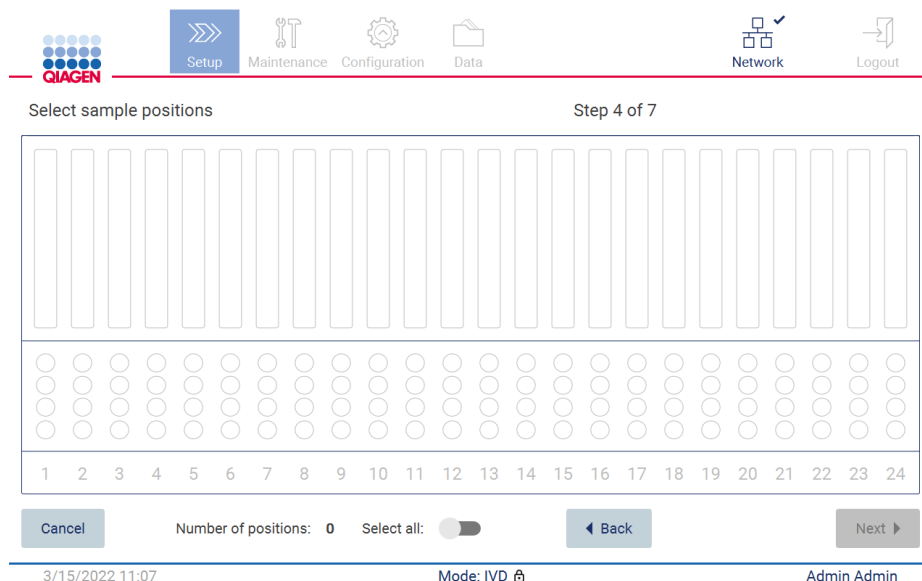 QIAGEN
Setup
Maintenance
Configuration
Data
Network
Logout
Select sample positions
Step 4 of 7
1 2 3 4 5 6 7 8 9 10 11 12 13 14 15 16 17 18 19 20 21 22 23 24
Cancel
Number of positions: 0
Select all:
Back
Next
3/15/2022 11:07
Mode: IVD
Admin Admin